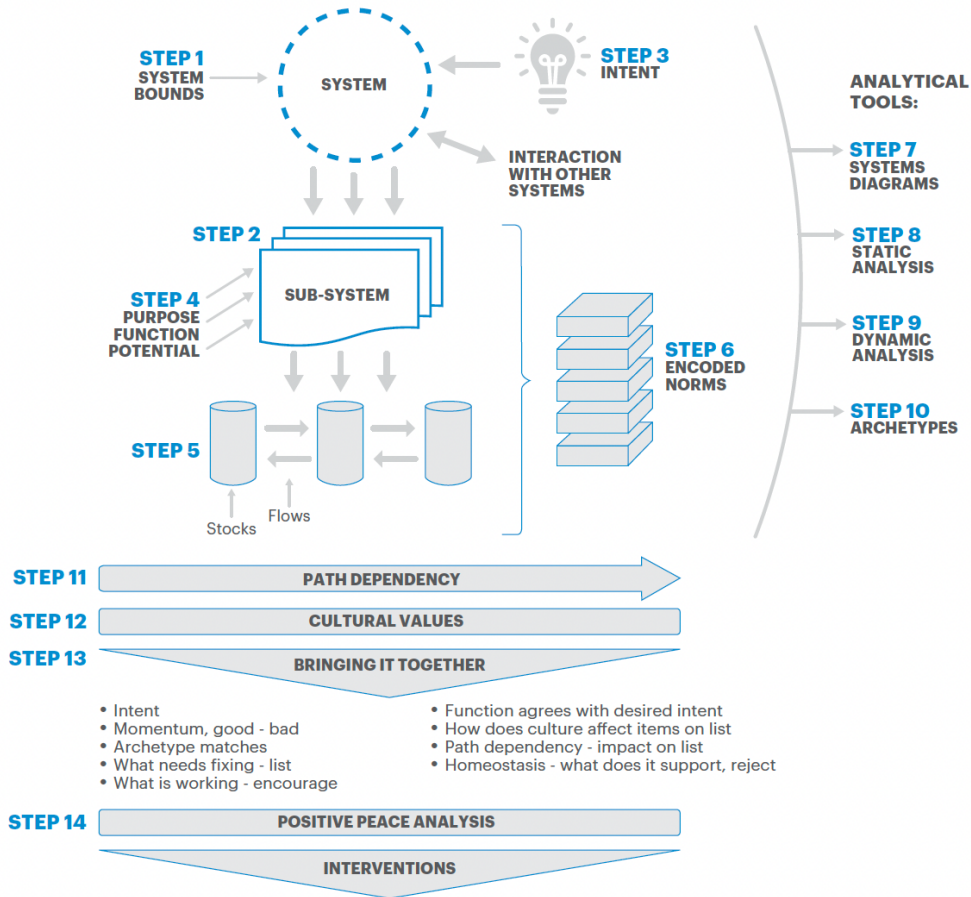 STEP 1
SYSTEM
BOUNDS
SYSTEM
STEP 3
INTENT
INTERACTION
WITH OTHER
SYSTEMS
STEP 2
SUB-SYSTEM
STEP 4
PURPOSE
FUNCTION
POTENTIAL
STEP 5
Stocks
Flows
STEP 6
ENCODED
NORMS
ANALYTICAL
TOOLS:
STEP 7
SYSTEMS
DIAGRAMS
STEP 8
STATIC
ANALYSIS
STEP 9
DYNAMIC
ANALYSIS
STEP 10
ARCHETYPES
STEP 11
PATH DEPENDENCY
STEP 12
CULTURAL VALUES
STEP 13
BRINGING IT TOGETHER
• Intent
• Momentum, good - bad
• Archetype matches
• What needs fixing - list
• What is working - encourage
• Function agrees with desired intent
• How does culture affect items on list
• Path dependency - impact on list
• Homeostasis - what does it support, reject
STEP 14
POSITIVE PEACE ANALYSIS
INTERVENTIONS